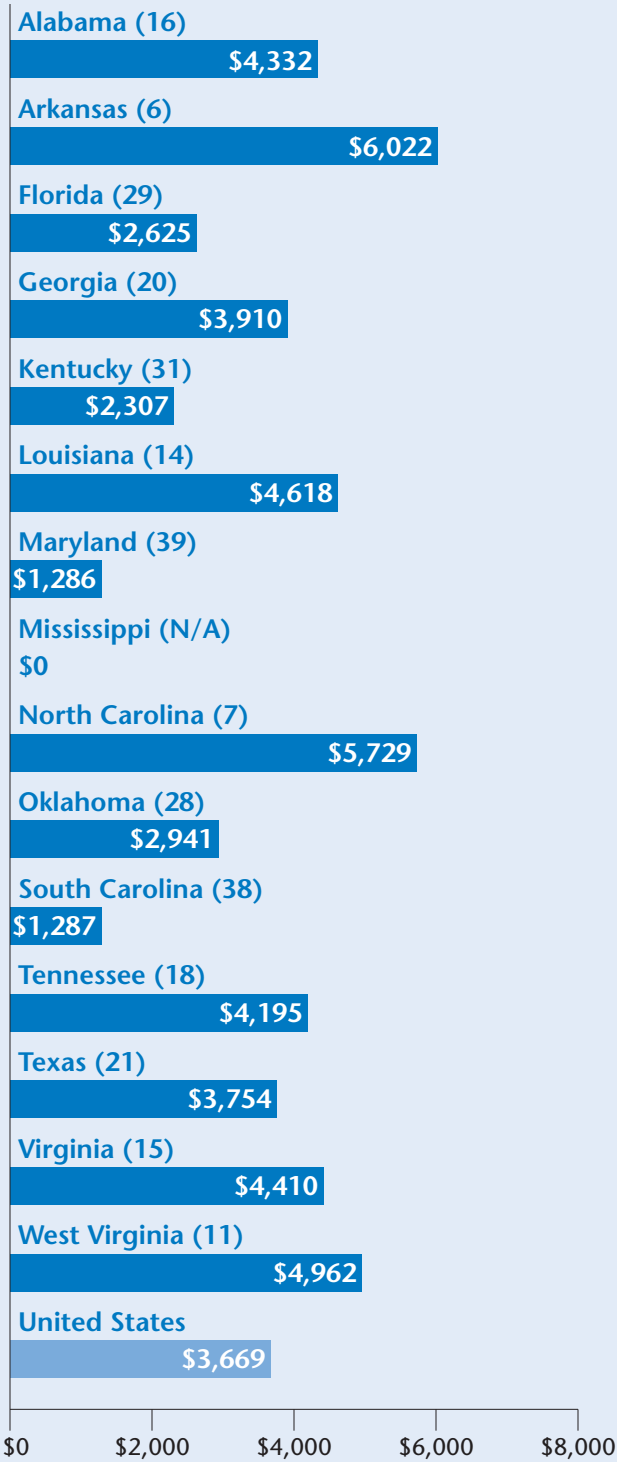 Alabama (16)
$4,332
Arkansas (6)
$6,022
Florida (29)
$2,625
Georgia (20)
$3,910
Kentucky (31)
$2,307
Louisiana (14)
$4,618
Maryland (39)
$1,286
Mississippi (N/A)
$0
North Carolina (7)
$5,729
Oklahoma (28)
$2,941
South Carolina (38)
$1,287
Tennessee (18)
$4,195
Texas (21)
$3,754
Virginia (15)
$4,410
West Virginia (11)
$4,962
United States
$3,669
$0 $2,000 $4,000 $6,000 $8,000